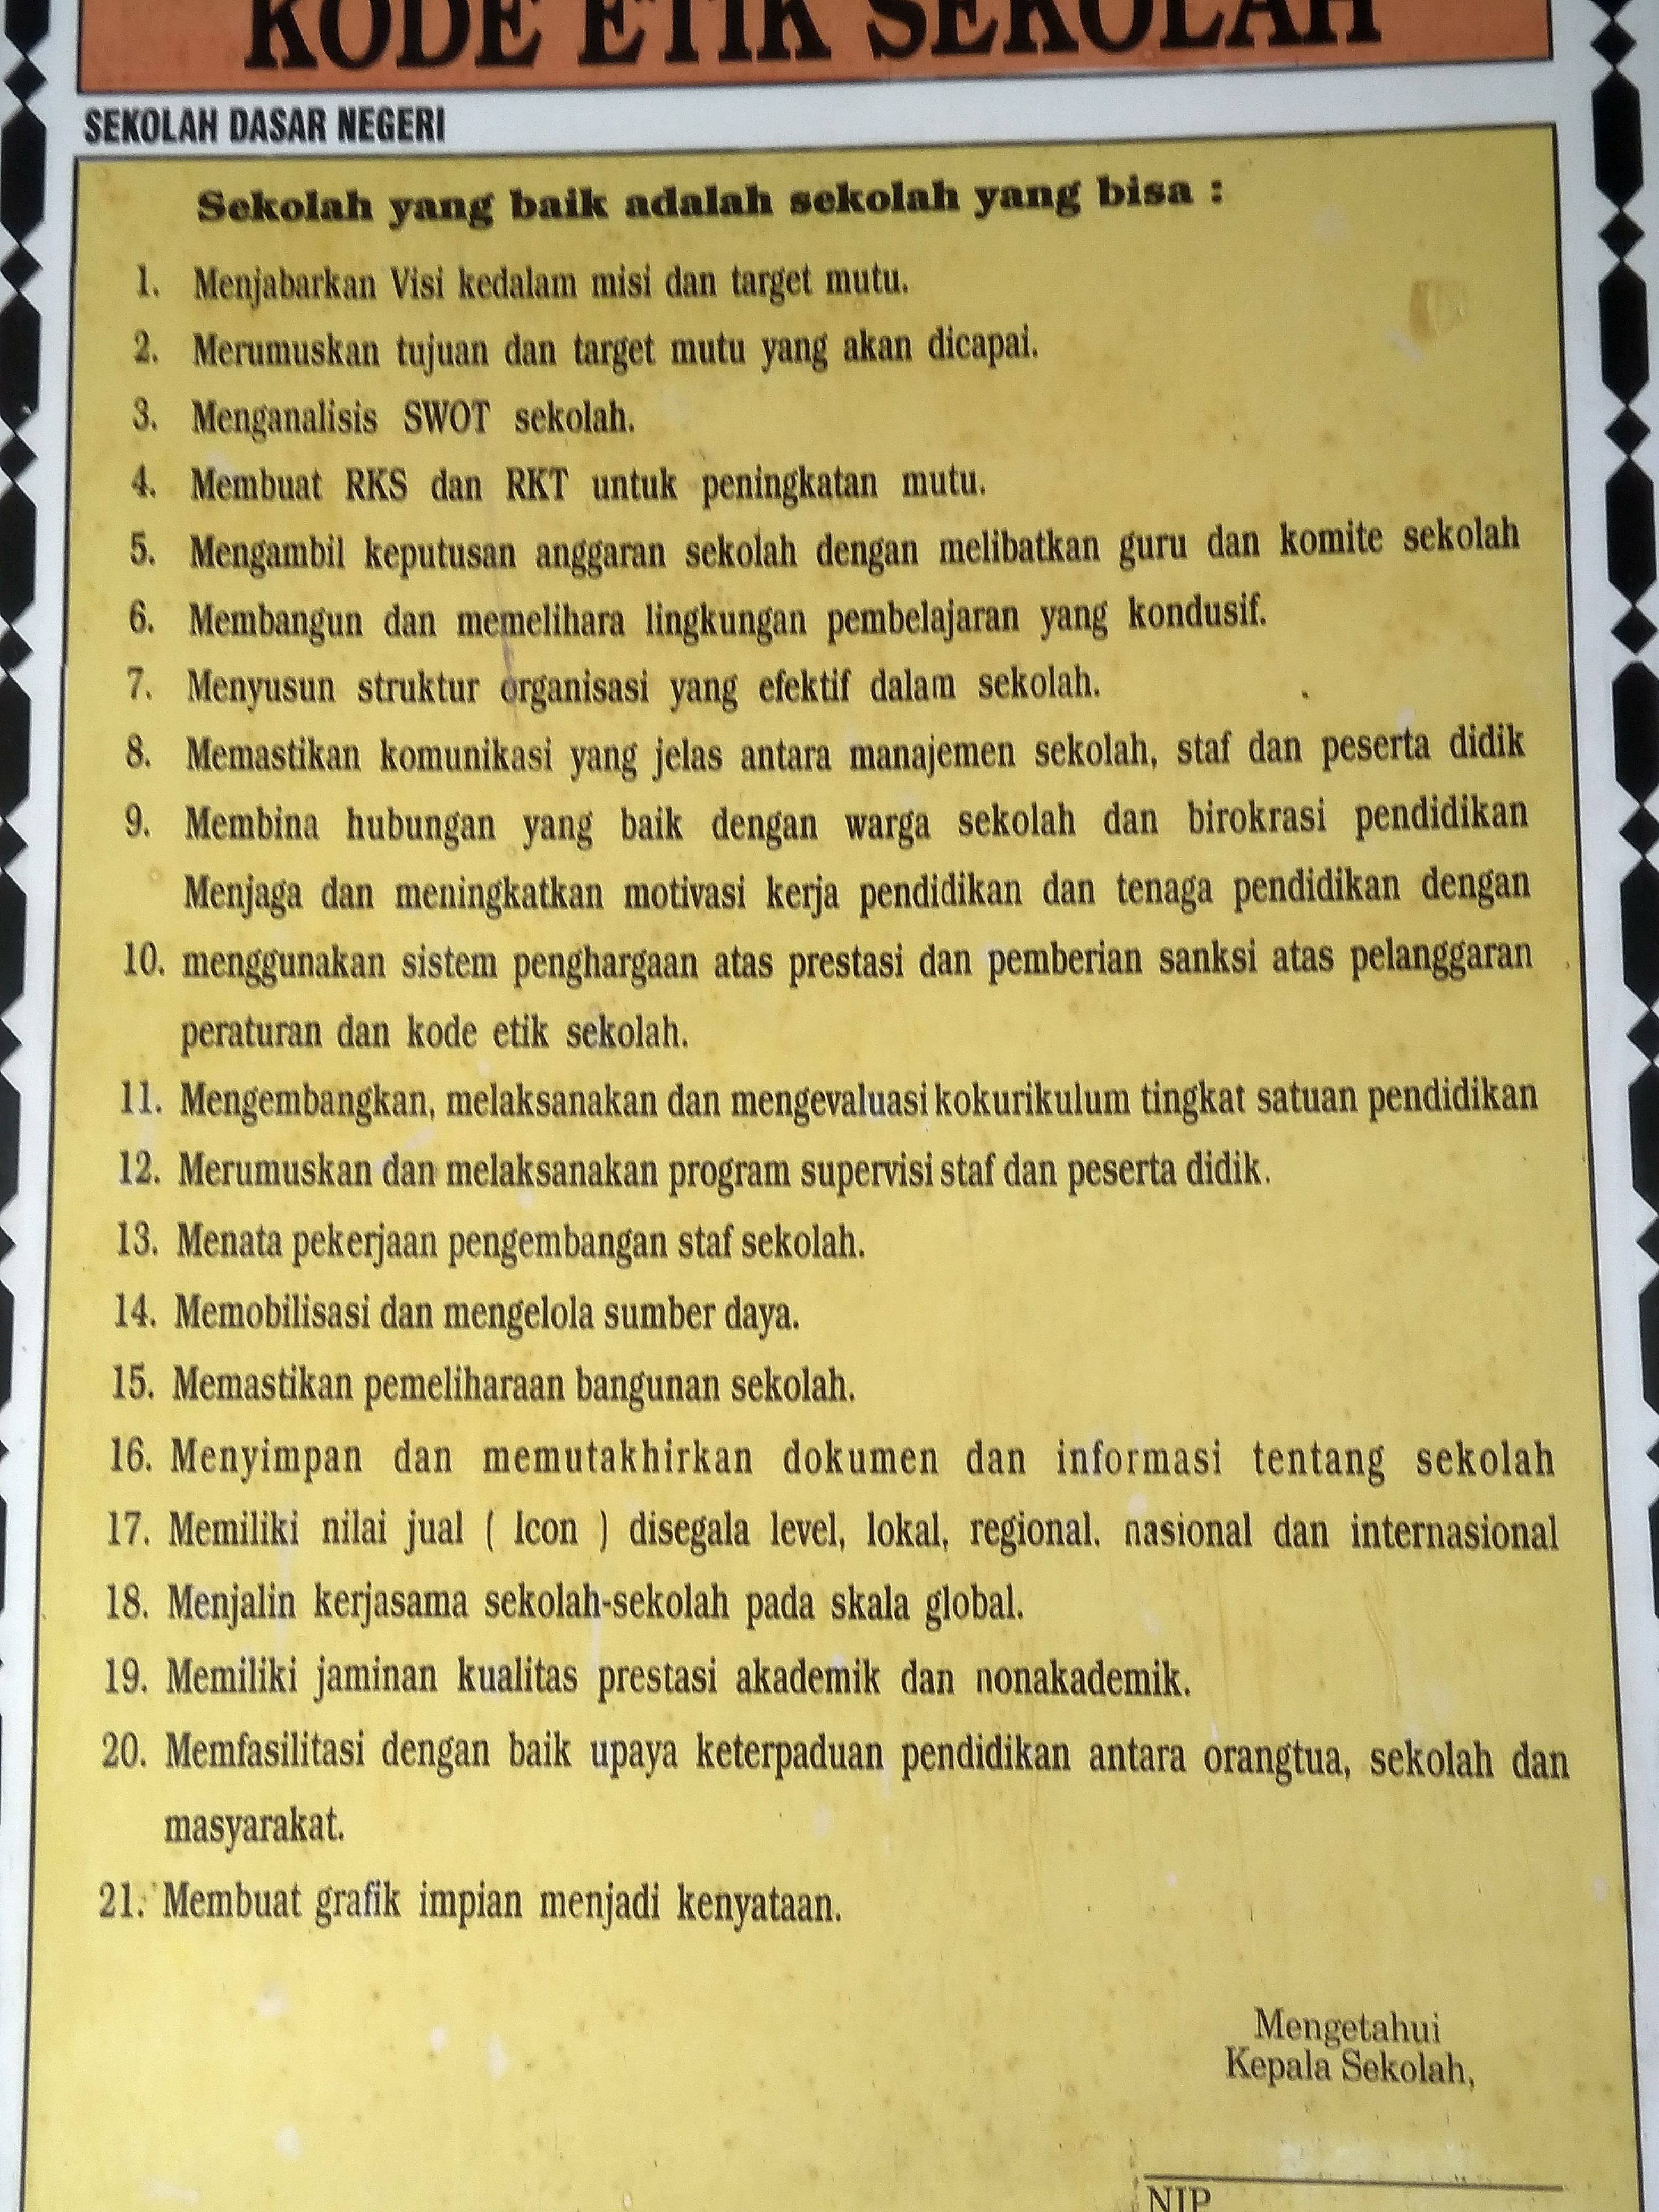 KODE ETIK SEKOLAH
SEKOLAH DASAR NEGERI
Sekolah yang baik adalah sekolah yang bisa :
1. Menjabarkan Visi kedalam misi dan target mutu.
2. Merumuskan tujuan dan target mutu yang akan dicapai.
3. Menganalisis SWOT sekolah.
4. Membuat RKS dan RKT untuk peningkatan mutu.
5. Mengambil keputusan anggaran sekolah dengan melibatkan guru dan komite sekolah
6. Membangun dan memelihara lingkungan pembelajaran yang kondusif.
7. Menyusun struktur organisasi yang efektif dalam sekolah.
8. Memastikan komunikasi yang jelas antara manajemen sekolah, staf dan peserta didik
9. Membina hubungan yang baik dengan warga sekolah dan birokrasi pendidikan
Menjaga dan meningkatkan motivasi kerja pendidikan dan tenaga pendidikan dengan
10. menggunakan sistem penghargaan atas prestasi dan pemberian sanksi atas pelanggaran
peraturan dan kode etik sekolah.
11. Mengembangkan, melaksanakan dan mengevaluasi kokurikulum tingkat satuan pendidikan
12. Merumuskan dan melaksanakan program supervisi staf dan peserta didik.
13. Menata pekerjaan pengembangan staf sekolah.
14. Memobilisasi dan mengelola sumber daya.
15. Memastikan pemeliharaan bangunan sekolah.
16. Menyimpan dan memutakhirkan dokumen dan informasi tentang sekolah
17. Memiliki nilai jual ( Icon ) disegala level, lokal, regional. nasional dan internasional
18. Menjalin kerjasama sekolah-sekolah pada skala global.
19. Memiliki jaminan kualitas prestasi akademik dan nonakademik.
20. Memfasilitasi dengan baik upaya keterpaduan pendidikan antara orangtua, sekolah dan
masyarakat.
21. Membuat grafik impian menjadi kenyataan.
Mengetahui
Kepala Sekolah,
NIP